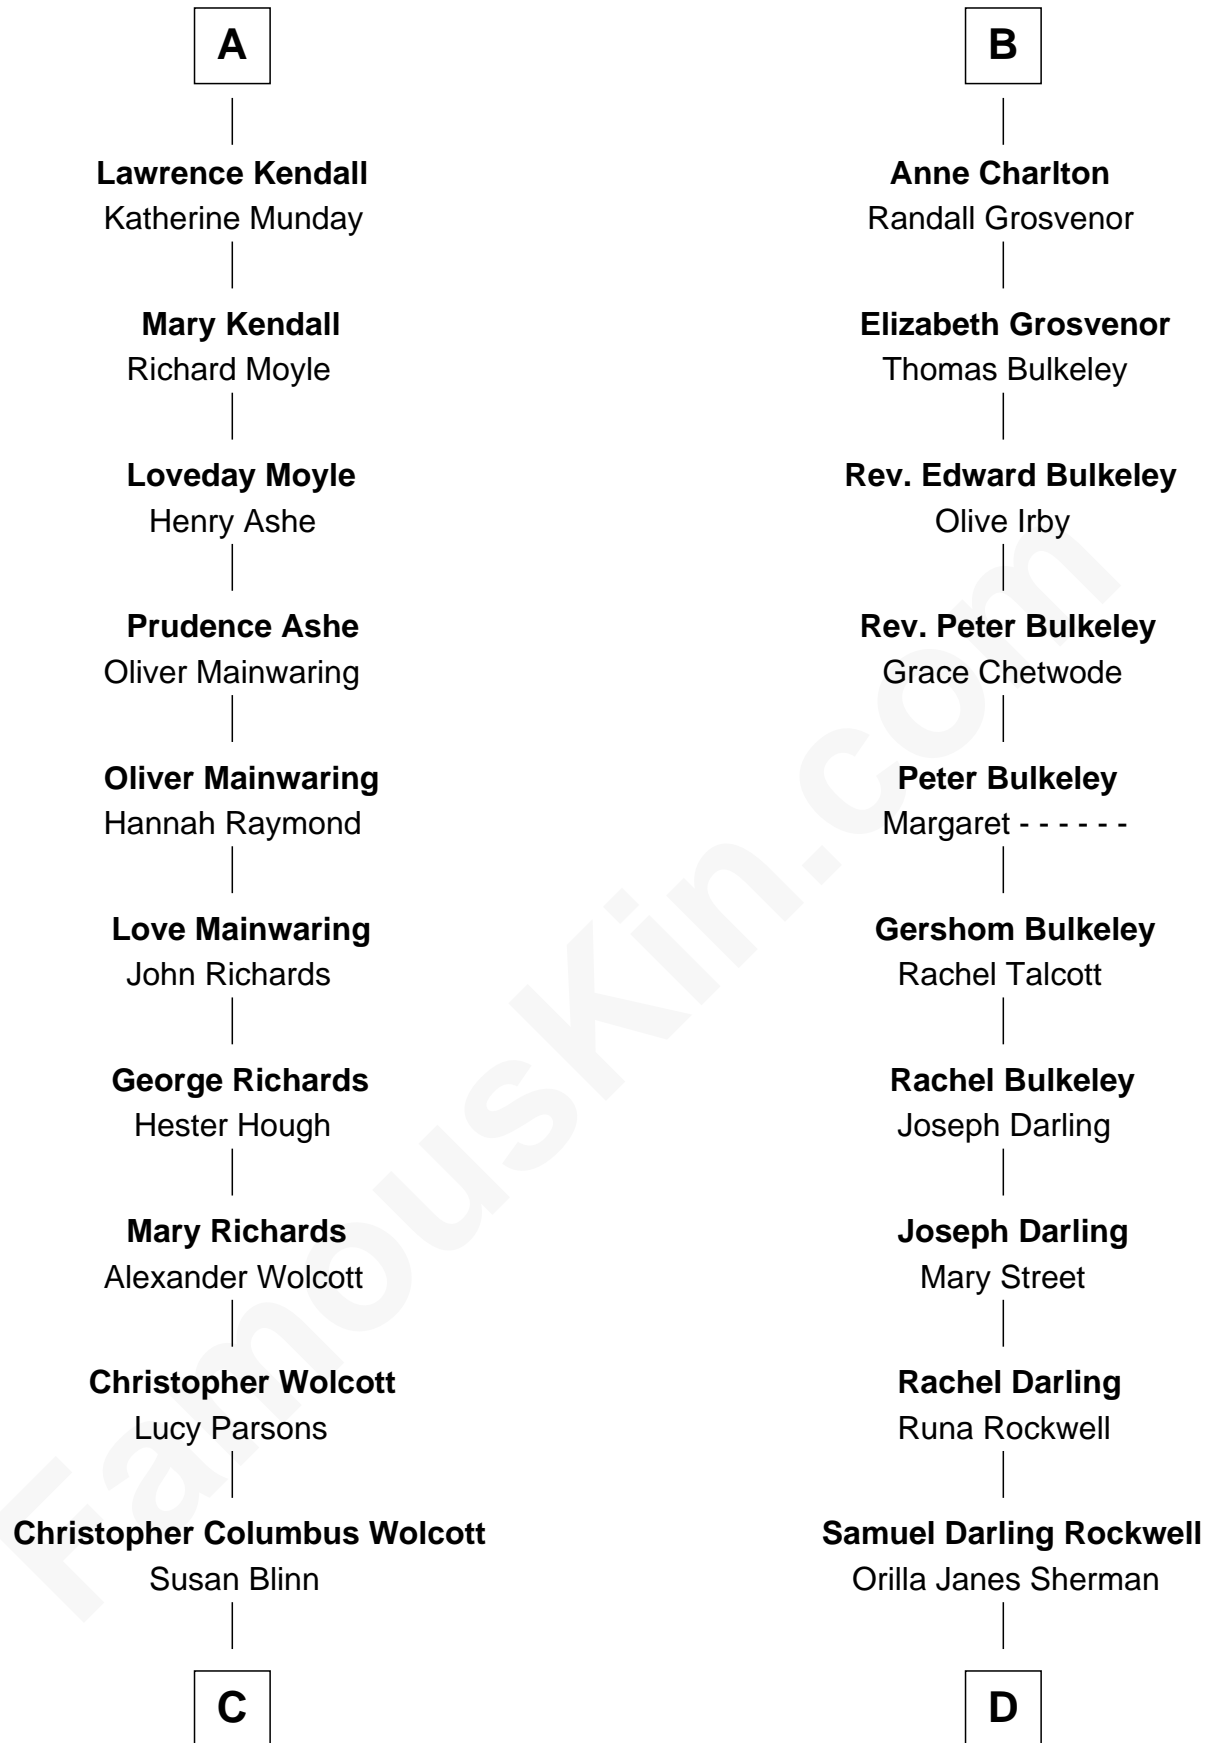 A
Lawrence Kendall
Katherine Munday
Mary Kendall
Richard Moyle
Loveday Moyle
Henry Ashe
Prudence Ashe
Oliver Mainwaring
Oliver Mainwaring
Hannah Raymond
Love Mainwaring
John Richards
George Richards
Hester Hough
Mary Richards
Alexander Wolcott
Christopher Wolcott
Lucy Parsons
Christopher Columbus Wolcott
Susan Blinn
C
B
Anne Charlton
Randall Grosvenor
Elizabeth Grosvenor
Thomas Bulkeley
Rev. Edward Bulkeley
Olive Irby
Rev. Peter Bulkeley
Grace Chetwode
Peter Bulkeley
Margaret - - - - - -
Gershom Bulkeley
Rachel Talcott
Rachel Bulkeley
Joseph Darling
Joseph Darling
Mary Street
Rachel Darling
Runa Rockwell
Samuel Darling Rockwell
Orilla Janes Sherman
D
FamousKin.com